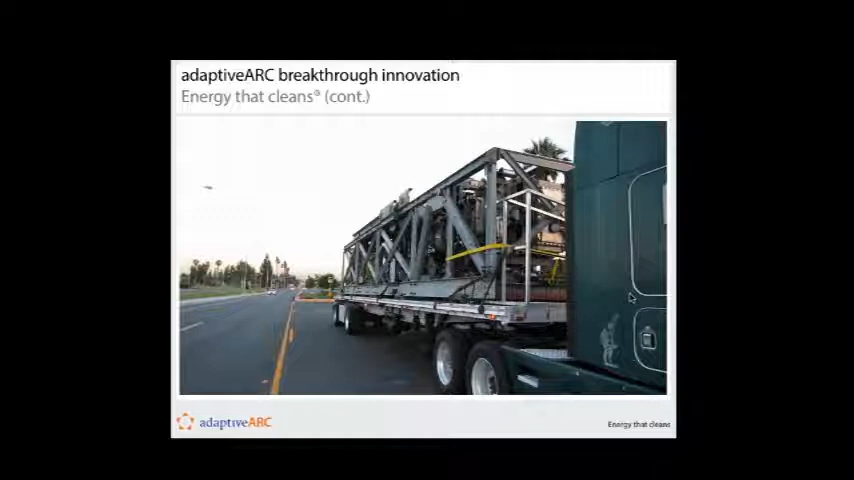 adaptiveARC breakthrough innovation
Energy that cleans® (cont.)
adaptiveARC
Energy that cleans